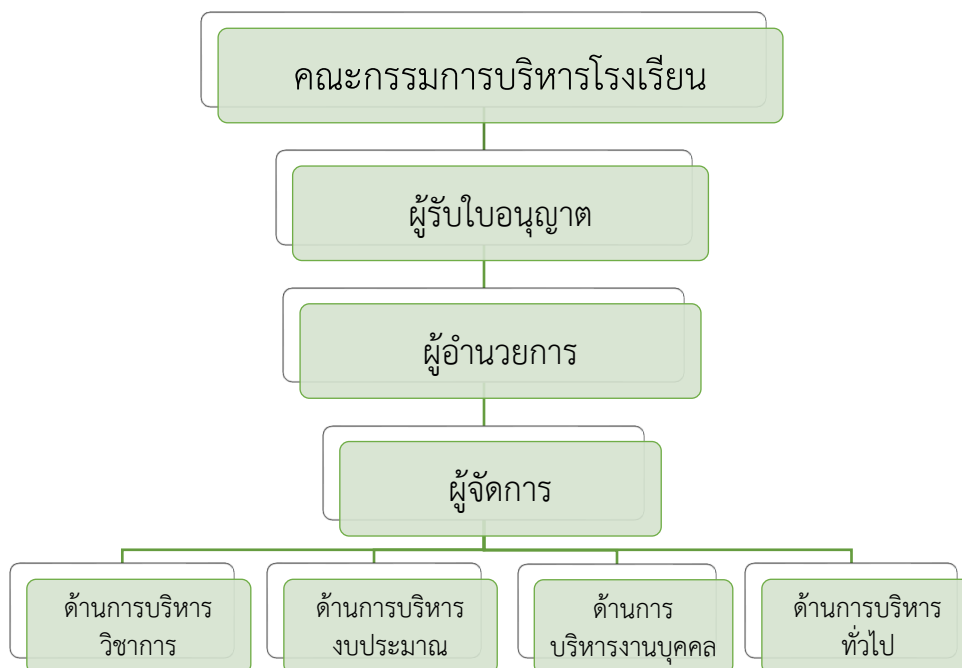 คณะกรรมการบริหารโรงเรียน
ผู้รับใบอนุญาต
ผู้อำนวยการ
ผู้จัดการ
ด้านการบริหาร
วิชาการ
ด้านการบริหาร
งบประมาณ
ด้านการ
บริหารงานบุคคล
ด้านการบริหาร
ทั่วไป